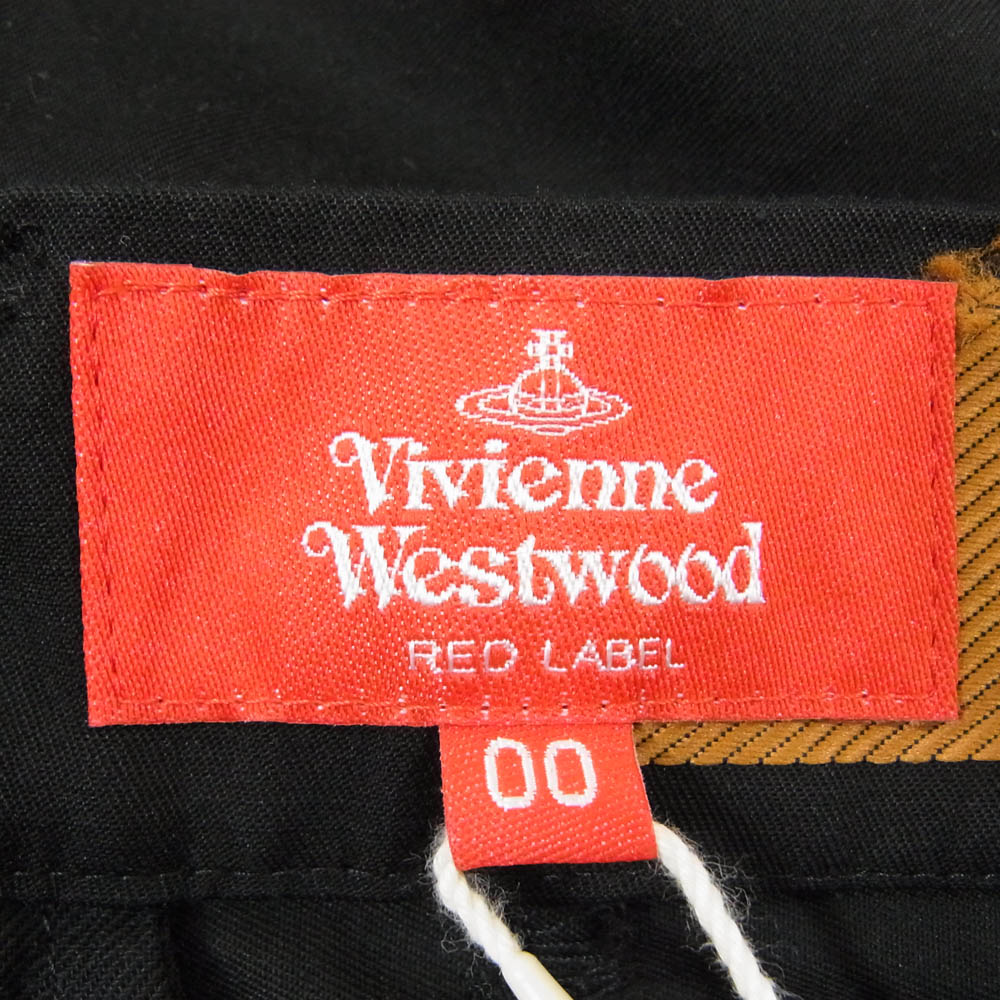 Vivienne
Westwood
RED LABEL
00